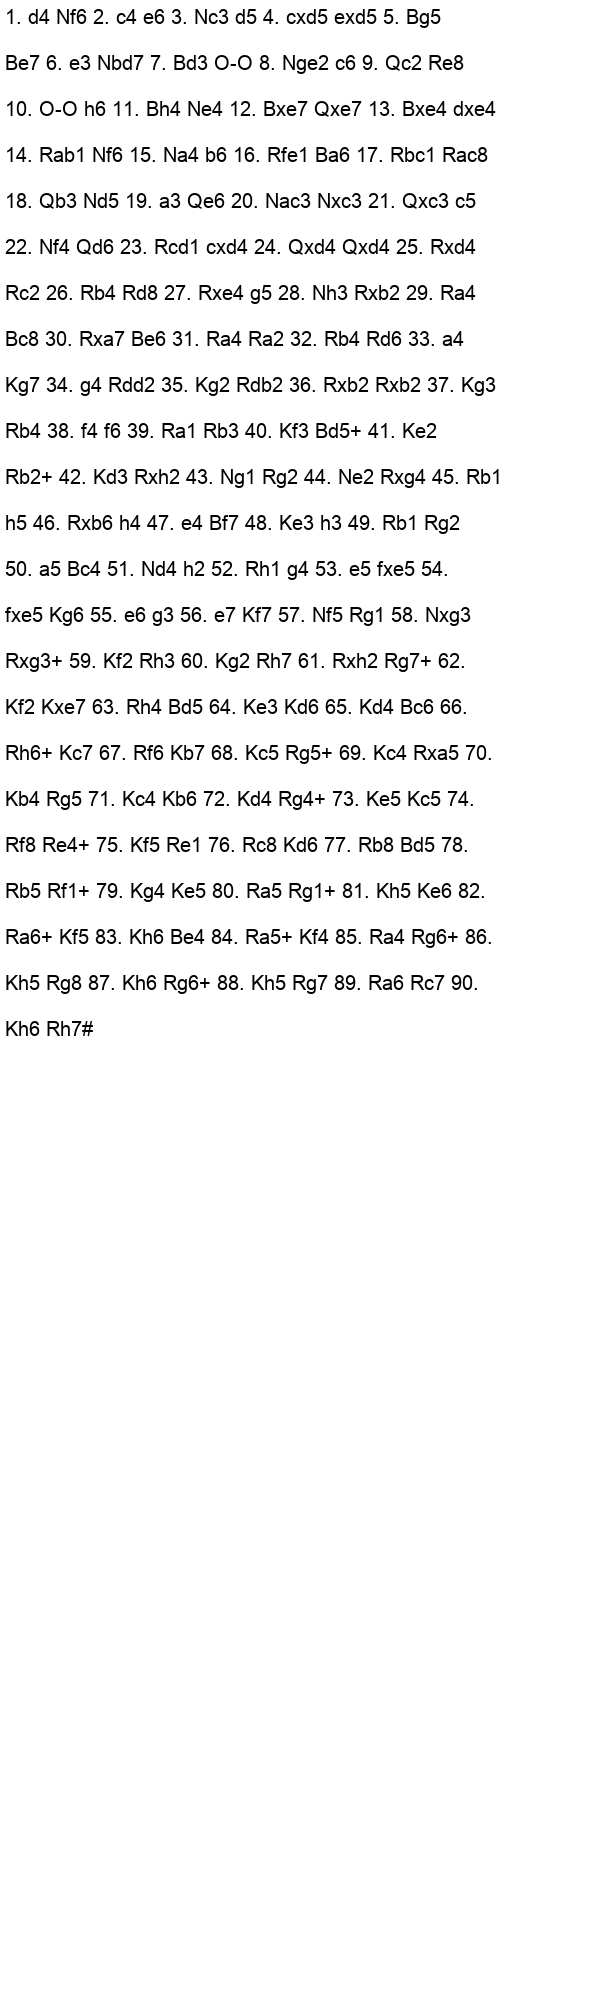 1. d4 Nf6 2. c4 e6 3. Nc3 d5 4. cxd5 exd5 5. Bg5
Be7 6. e3 Nbd7 7. Bd3 O-O 8. Nge2 c6 9. Qc2 Re8
10. O-O h6 11. Bh4 Ne4 12. Bxe7 Qxe7 13. Bxe4 dxe4
14. Rab1 Nf6 15. Na4 b6 16. Rfe1 Ba6 17. Rbc1 Rac8
18. Qb3 Nd5 19. a3 Qe6 20. Nac3 Nxc3 21. Qxc3 c5
22. Nf4 Qd6 23. Rcd1 cxd4 24. Qxd4 Qxd4 25. Rxd4
Rc2 26. Rb4 Rd8 27. Rxe4 g5 28. Nh3 Rxb2 29. Ra4
Bc8 30. Rxa7 Be6 31. Ra4 Ra2 32. Rb4 Rd6 33. a4
Kg7 34. g4 Rdd2 35. Kg2 Rdb2 36. Rxb2 Rxb2 37. Kg3
Rb4 38. f4 f6 39. Ra1 Rb3 40. Kf3 Bd5+ 41. Ke2
Rb2+ 42. Kd3 Rxh2 43. Ng1 Rg2 44. Ne2 Rxg4 45. Rb1
h5 46. Rxb6 h4 47. e4 Bf7 48. Ke3 h3 49. Rb1 Rg2
50. a5 Bc4 51. Nd4 h2 52. Rh1 g4 53. e5 fxe5 54.
fxe5 Kg6 55. e6 g3 56. e7 Kf7 57. Nf5 Rg1 58. Nxg3
Rxg3+ 59. Kf2 Rh3 60. Kg2 Rh7 61. Rxh2 Rg7+ 62.
Kf2 Kxe7 63. Rh4 Bd5 64. Ke3 Kd6 65. Kd4 Bc6 66.
Rh6+ Kc7 67. Rf6 Kb7 68. Kc5 Rg5+ 69. Kc4 Rxa5 70.
Kb4 Rg5 71. Kc4 Kb6 72. Kd4 Rg4+ 73. Ke5 Kc5 74.
Rf8 Re4+ 75. Kf5 Re1 76. Rc8 Kd6 77. Rb8 Bd5 78.
Rb5 Rf1+ 79. Kg4 Ke5 80. Ra5 Rg1+ 81. Kh5 Ke6 82.
Ra6+ Kf5 83. Kh6 Be4 84. Ra5+ Kf4 85. Ra4 Rg6+ 86.
Kh5 Rg8 87. Kh6 Rg6+ 88. Kh5 Rg7 89. Ra6 Rc7 90.
Kh6 Rh7#